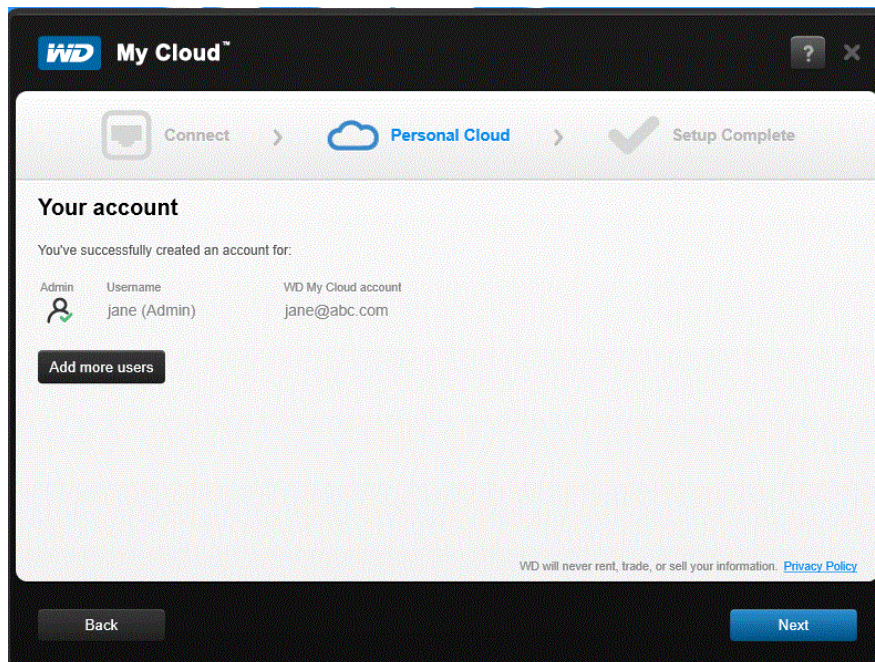 WD My Cloud™ ?
Connect Personal Cloud Setup Complete
Your account
You've successfully created an account for:
Admin Username WD My Cloud account
jane (Admin) jane@abc.com
Add more users
WD will never rent, trade, or sell your information. Privacy Policy
Back Next